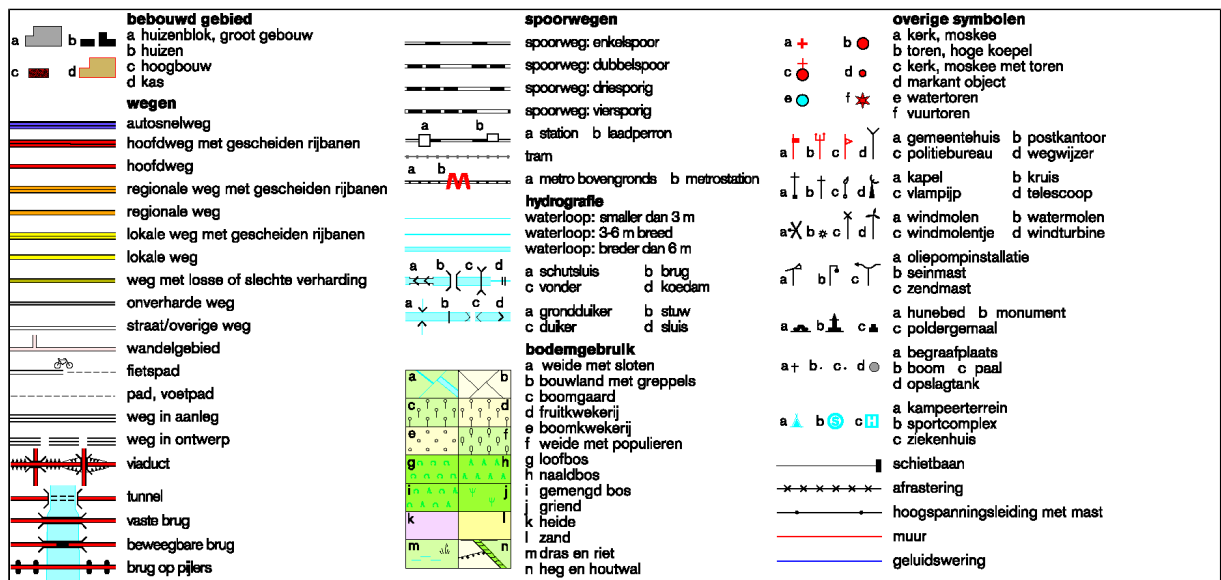 bebouwd gebied
a b a huizenblok, groot gebouw
b huizen
c d c hoogbouw
d kas
wegen
autosnelweg
hoofdweg met gescheiden rijbanen
hoofdweg
regionale weg met gescheiden rijbanen
regionale weg
lokale weg met gescheiden rijbanen
lokale weg
weg met losse of slechte verharding
onverharde weg
straat/overige weg
wandelgebied
fietspad
pad, voetpad
weg in aanleg
weg in ontwerp
viaduct
tunnel
vaste brug
beweegbare brug
brug op pijlers
spoorwegen
spoorweg: enkelspoor
spoorweg: dubbelspoor
spoorweg: driesporig
spoorweg: viersporig
a b
a station b laadperron
tram
a b M
a metro bovengronds b metrostation
hydrografie
waterloop: smaller dan 3 m
waterloop: 3-6 m breed
waterloop: breder dan 6 m
a b c d a schutsluis b brug
c vonder d koedam
a b c d a grondduiker b stuw
c duiker d sluis
bodemgebruik
a b a weide met sloten
b bouwland met greppels
c d c boomgaard
d fruitkwekerij
e f e boomkwekerij
f weide met populieren
g h g loofbos
h naaldbos
i j i gemengd bos
j griend
k l k heide
l zand
m n m dras en riet
n heg en houtwal
overige symbolen
a b a kerk, moskee
b toren, hoge koepel
c d c kerk, moskee met toren
d markant object
e f e watertoren
f vuurtoren
a b c d a gemeentehuis b postkantoor
c politiebureau d wegwijzer
a b c d a kapel b kruis
c vlampijp d telescoop
a b c d a windmolen b watermolen
c windmolentje d windturbine
a b c a oliepompinstallatie
b seinmast
c zendmast
a b c a hunebed b monument
c poldergemaal
a b c d a begraafplaats
b boom c paal
d opslagtank
a b S c H a kampeerterrein
b sportcomplex
c ziekenhuis
schietbaan
afrastering
hoogspanningsleiding met mast
muur
geluidswering